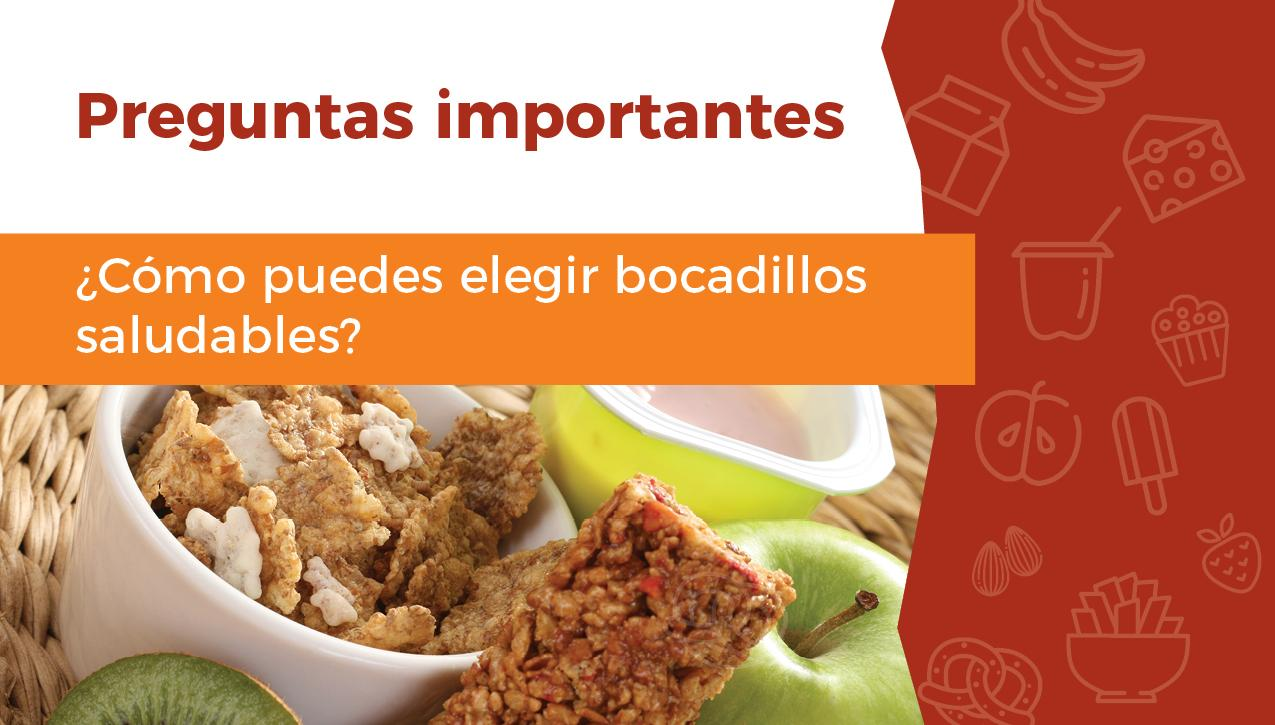 Preguntas importantes
¿Cómo puedes elegir bocadillos
saludables?